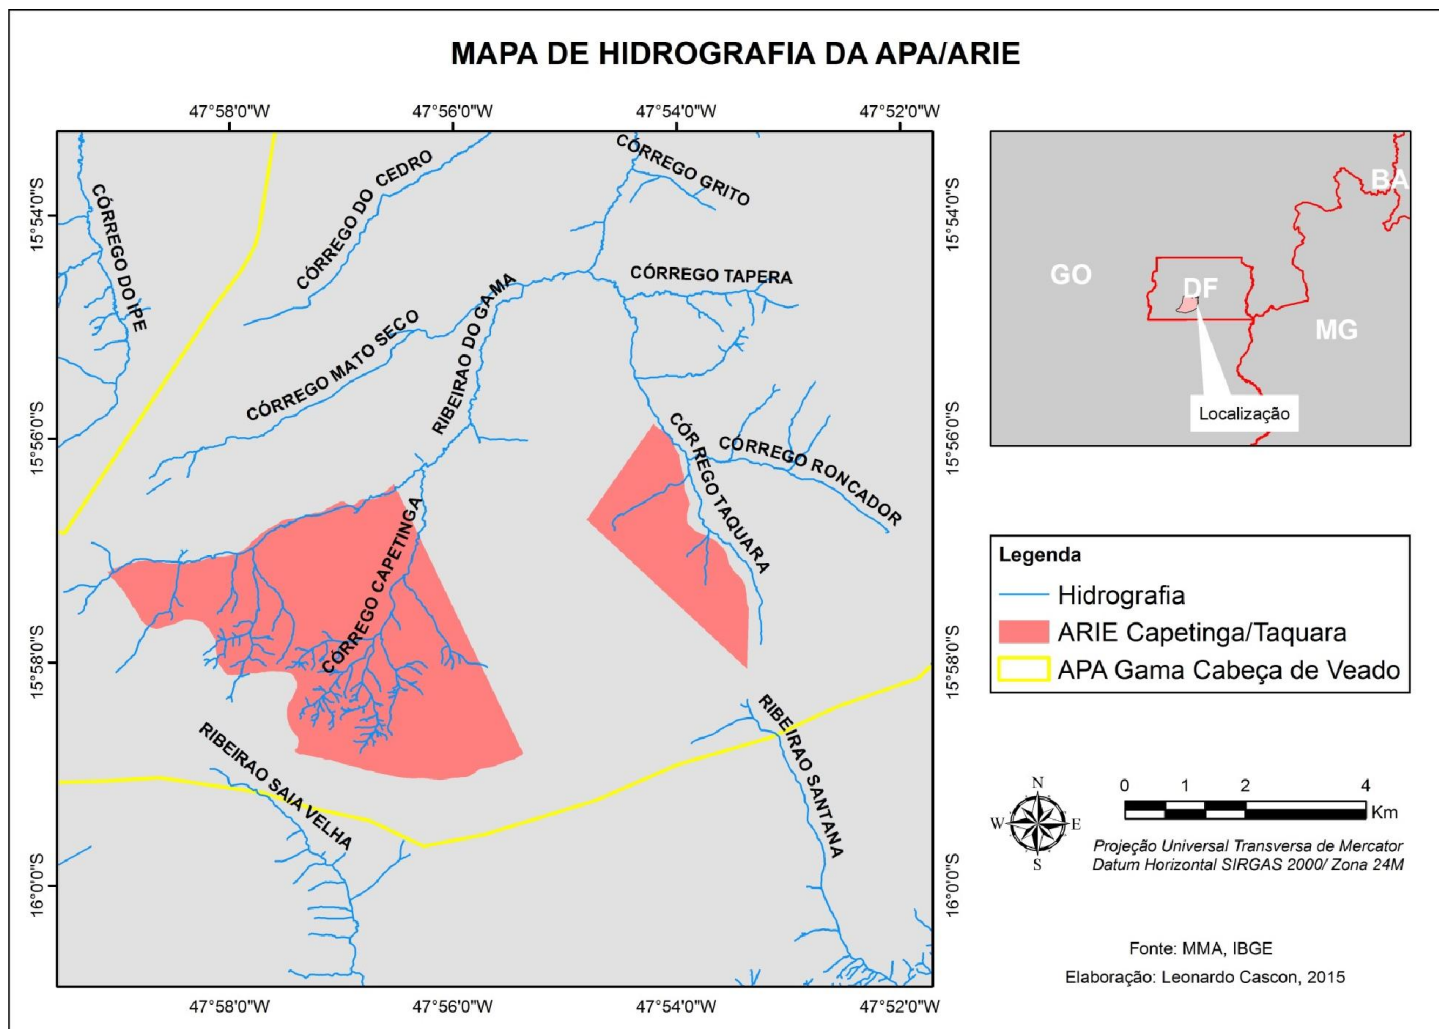 MAPA DE HIDROGRAFIA DA APA/ARIE
47°58'0"W
47°56'0"W
47°54'0"W
47°52'0"W
15°54'0"S
15°56'0"S
15°58'0"S
16°0'0"S
CÓRREGO DO IPE
CÓRREGO DO CEDRO
CÓRREGO GRITO
CÓRREGO TAPERA
CÓRREGO MATO SECO
RIBEIRAO DO GAMA
CÓRREGO RONCADOR
CÓRREGO TAQUARA
CÓRREGO CAPETINGA
RIBEIRAO SAIA VELHA
RIBEIRAO SANTANA
15°54'0"S
15°56'0"S
15°58'0"S
16°0'0"S
47°58'0"W
47°56'0"W
47°54'0"W
47°52'0"W
BA
GO
DF
MG
Localização
Legenda
Hidrografia
ARIE Capetinga/Taquara
APA Gama Cabeça de Veado
N
W
E
S
0 1 2 4
Km
Projeção Universal Transversa de Mercator
Datum Horizontal SIRGAS 2000/ Zona 24M
Fonte: MMA, IBGE
Elaboração: Leonardo Cascon, 2015